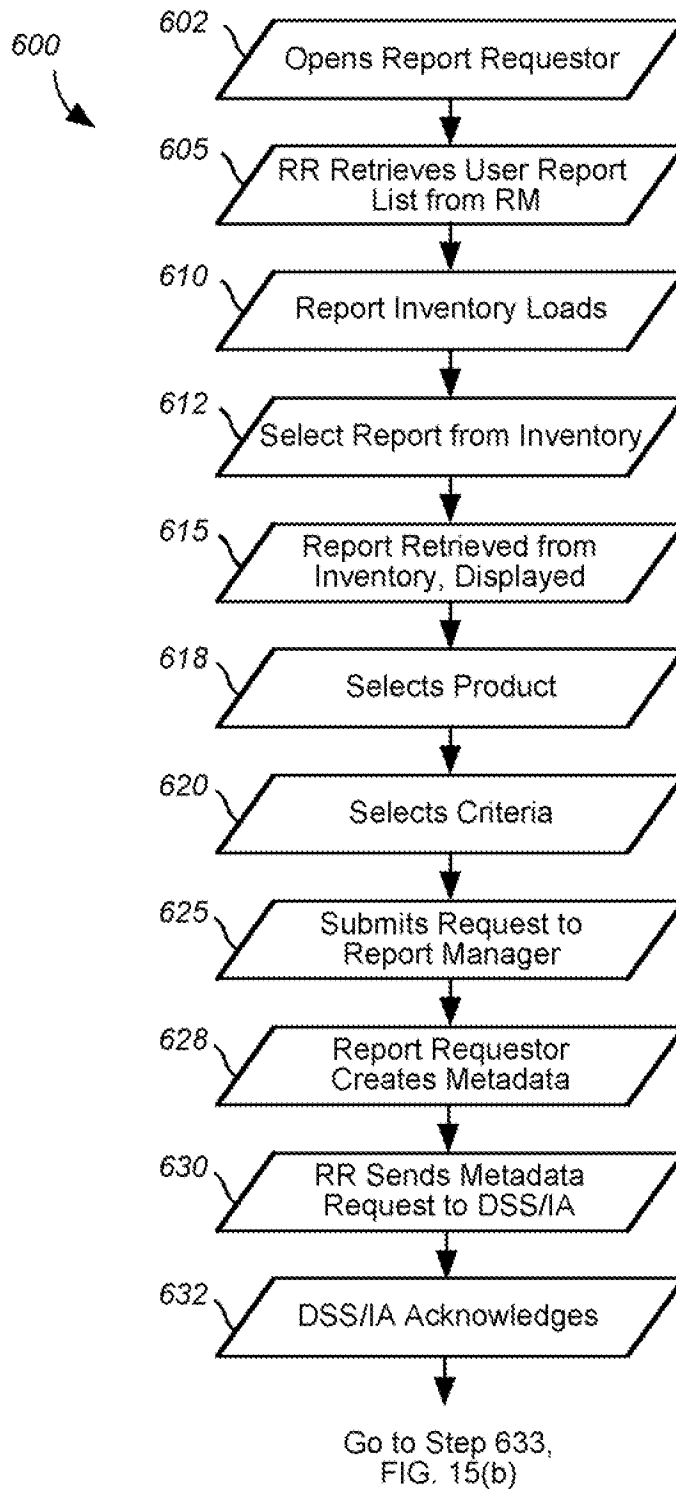 600
602
Opens Report Requestor
605
RR Retrieves User Report
List from RM
610
Report Inventory Loads
612
Select Report from Inventory
615
Report Retrieved from
Inventory, Displayed
618
Selects Product
620
Selects Criteria
625
Submits Request to
Report Manager
628
Report Requestor
Creates Metadata
630
RR Sends Metadata
Request to DSS/IA
632
DSS/IA Acknowledges
Go to Step 633,
FIG. 15(b)